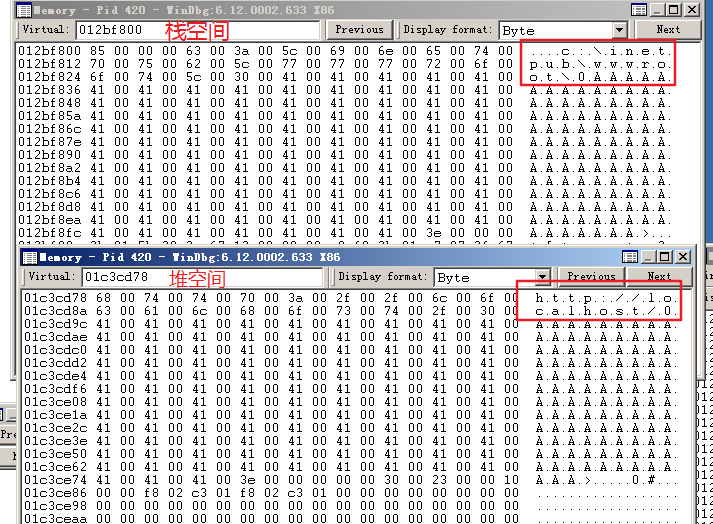 Memory - Pid 420 - WinDbg:6.12.0002.633 X86
Virtual: 012bf800 栈空间 Previous Display format: Byte Next
012bf800 85 00 00 00 63 00 3a 00 5c 00 69 00 6e 00 65 00 74 00 ....c.:.\.i.n.e.t.
012bf812 70 00 75 00 62 00 5c 00 77 00 77 00 77 00 72 00 6f 00 p.u.b.\.w.w.w.r.o.
012bf824 6f 00 74 00 5c 00 30 00 41 00 41 00 41 00 41 00 41 00 o.t.\.0.A.A.A.A.A.
012bf836 41 00 41 00 41 00 41 00 41 00 41 00 41 00 41 00 41 00 A.A.A.A.A.A.A.A.A.
012bf848 41 00 41 00 41 00 41 00 41 00 41 00 41 00 41 00 41 00 A.A.A.A.A.A.A.A.A.
012bf85a 41 00 41 00 41 00 41 00 41 00 41 00 41 00 41 00 41 00 A.A.A.A.A.A.A.A.A.
012bf86c 41 00 41 00 41 00 41 00 41 00 41 00 41 00 41 00 41 00 A.A.A.A.A.A.A.A.A.
012bf87e 41 00 41 00 41 00 41 00 41 00 41 00 41 00 41 00 41 00 A.A.A.A.A.A.A.A.A.
012bf890 41 00 41 00 41 00 41 00 41 00 41 00 41 00 41 00 41 00 A.A.A.A.A.A.A.A.A.
012bf8a2 41 00 41 00 41 00 41 00 41 00 41 00 41 00 41 00 41 00 A.A.A.A.A.A.A.A.A.
012bf8b4 41 00 41 00 41 00 41 00 41 00 41 00 41 00 41 00 41 00 A.A.A.A.A.A.A.A.A.
012bf8c6 41 00 41 00 41 00 41 00 41 00 41 00 41 00 41 00 41 00 A.A.A.A.A.A.A.A.A.
012bf8d8 41 00 41 00 41 00 41 00 41 00 41 00 41 00 41 00 41 00 A.A.A.A.A.A.A.A.A.
012bf8ea 41 00 41 00 41 00 41 00 41 00 41 00 41 00 41 00 41 00 A.A.A.A.A.A.A.A.A.
012bf8fc 41 00 41 00 41 00 41 00 41 00 41 00 41 00 3e 00 00 00 A.A.A.A.A.A.A.>...
Memory - Pid 420 - WinDbg:6.12.0002.633 X86
Virtual: 01c3cd78 堆空间 Display format: Byte Previous Next
01c3cd78 68 00 74 00 74 00 70 00 3a 00 2f 00 2f 00 6c 00 6f 00 h.t.t.p.:././.l.o.
01c3cd8a 63 00 61 00 6c 00 68 00 6f 00 73 00 74 00 2f 00 30 00 c.a.l.h.o.s.t./.0.
01c3cd9c 41 00 41 00 41 00 41 00 41 00 41 00 41 00 41 00 41 00 A.A.A.A.A.A.A.A.A.
01c3cdae 41 00 41 00 41 00 41 00 41 00 41 00 41 00 41 00 41 00 A.A.A.A.A.A.A.A.A.
01c3cdc0 41 00 41 00 41 00 41 00 41 00 41 00 41 00 41 00 41 00 A.A.A.A.A.A.A.A.A.
01c3cdd2 41 00 41 00 41 00 41 00 41 00 41 00 41 00 41 00 41 00 A.A.A.A.A.A.A.A.A.
01c3cde4 41 00 41 00 41 00 41 00 41 00 41 00 41 00 41 00 41 00 A.A.A.A.A.A.A.A.A.
01c3cdf6 41 00 41 00 41 00 41 00 41 00 41 00 41 00 41 00 41 00 A.A.A.A.A.A.A.A.A.
01c3ce08 41 00 41 00 41 00 41 00 41 00 41 00 41 00 41 00 41 00 A.A.A.A.A.A.A.A.A.
01c3ce1a 41 00 41 00 41 00 41 00 41 00 41 00 41 00 41 00 41 00 A.A.A.A.A.A.A.A.A.
01c3ce2c 41 00 41 00 41 00 41 00 41 00 41 00 41 00 41 00 41 00 A.A.A.A.A.A.A.A.A.
01c3ce3e 41 00 41 00 41 00 41 00 41 00 41 00 41 00 41 00 41 00 A.A.A.A.A.A.A.A.A.
01c3ce50 41 00 41 00 41 00 41 00 41 00 41 00 41 00 41 00 41 00 A.A.A.A.A.A.A.A.A.
01c3ce62 41 00 41 00 41 00 41 00 41 00 41 00 41 00 41 00 41 00 A.A.A.A.A.A.A.A.A.
01c3ce74 41 00 41 00 41 00 3e 00 00 00 00 00 30 00 23 00 00 10 A.A.A.>.....0.#...
01c3ce86 00 00 f8 02 c3 01 f8 02 c3 01 00 00 00 00 00 00 00 00 ..................
01c3ce98 00 00 00 00 00 00 00 00 00 00 00 00 00 00 00 00 00 00 ..................
01c3ceaa 00 00 00 00 00 00 00 00 00 00 00 00 00 00 00 00 00 00 ..................